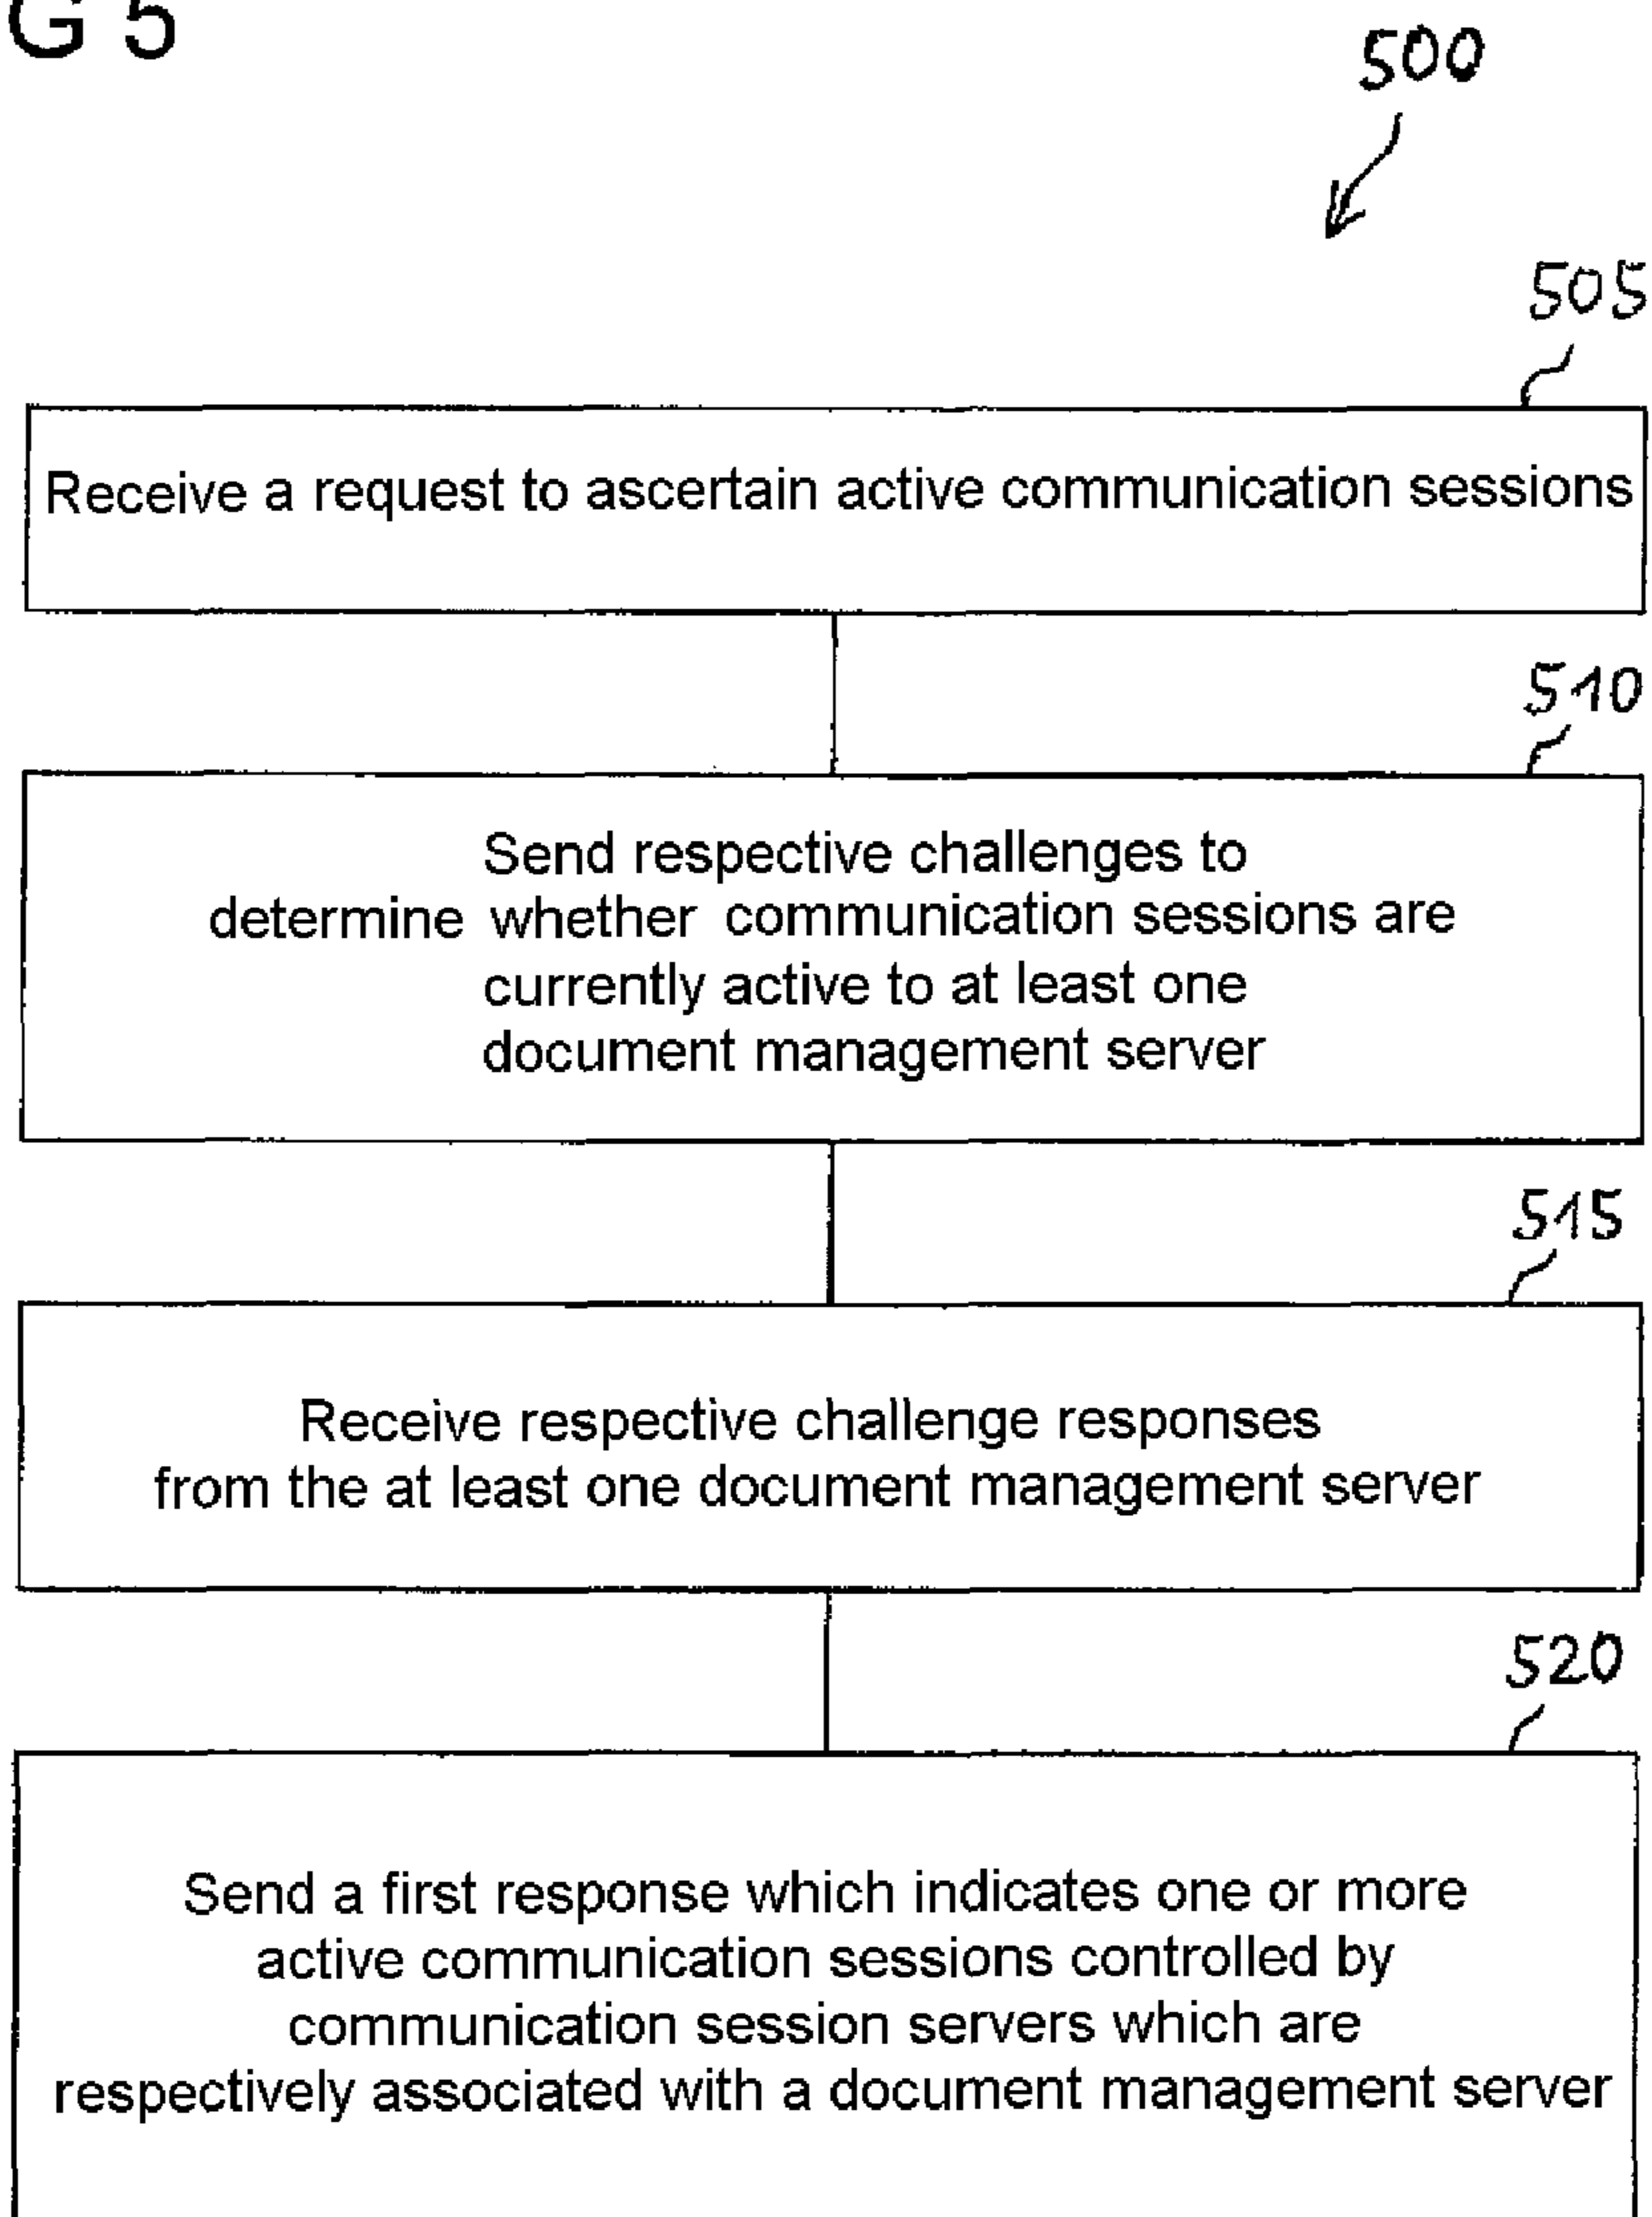 G 5
500
505
Receive a request to ascertain active communication sessions
510
Send respective challenges to
determine whether communication sessions are
currently active to at least one
document management server
515
Receive respective challenge responses
from the at least one document management server
520
Send a first response which indicates one or more
active communication sessions controlled by
communication session servers which are
respectively associated with a document management server